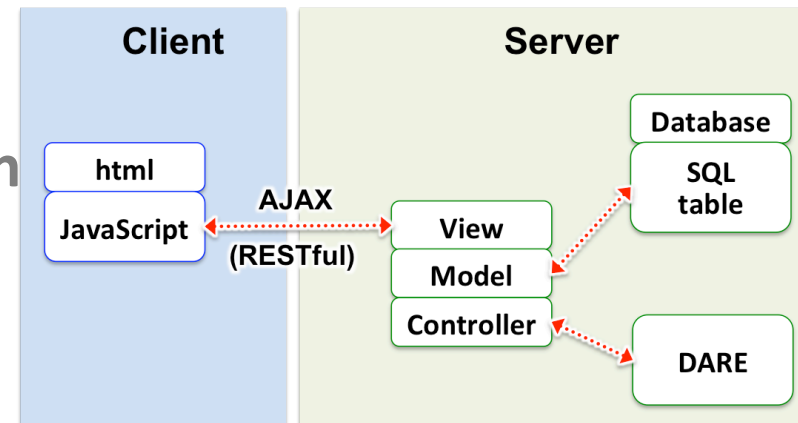 Client
Server
html
JavaScript
AJAX
(RESTful)
View
Model
Controller
Database
SQL
table
DARE